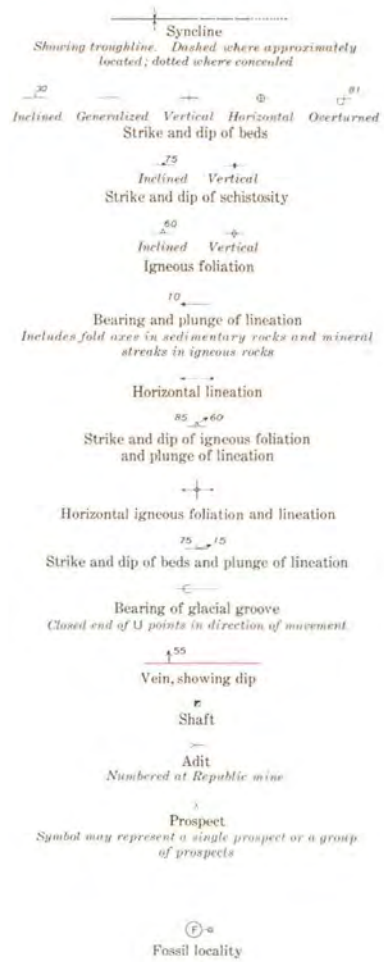 Syncline
Showing troughline. Dashed where approximately
located; dotted where concealed
30 81
Inclined Generalized Vertical Horizontal Overturned
Strike and dip of beds
75
Inclined Vertical
Strike and dip of schistosity
60
Inclined Vertical
Igneous foliation
10
Bearing and plunge of lineation
Includes fold axes in sedimentary rocks and mineral
streaks in igneous rocks
Horizontal lineation
85 60
Strike and dip of igneous foliation
and plunge of lineation
Horizontal igneous foliation and lineation
75 15
Strike and dip of beds and plunge of lineation
Bearing of glacial groove
Closed end of U points in direction of movement
55
Vein, showing dip
Shaft
Adit
Numbered at Republic mine
Prospect
Symbol may represent a single prospect or a group
of prospects
F
Fossil locality